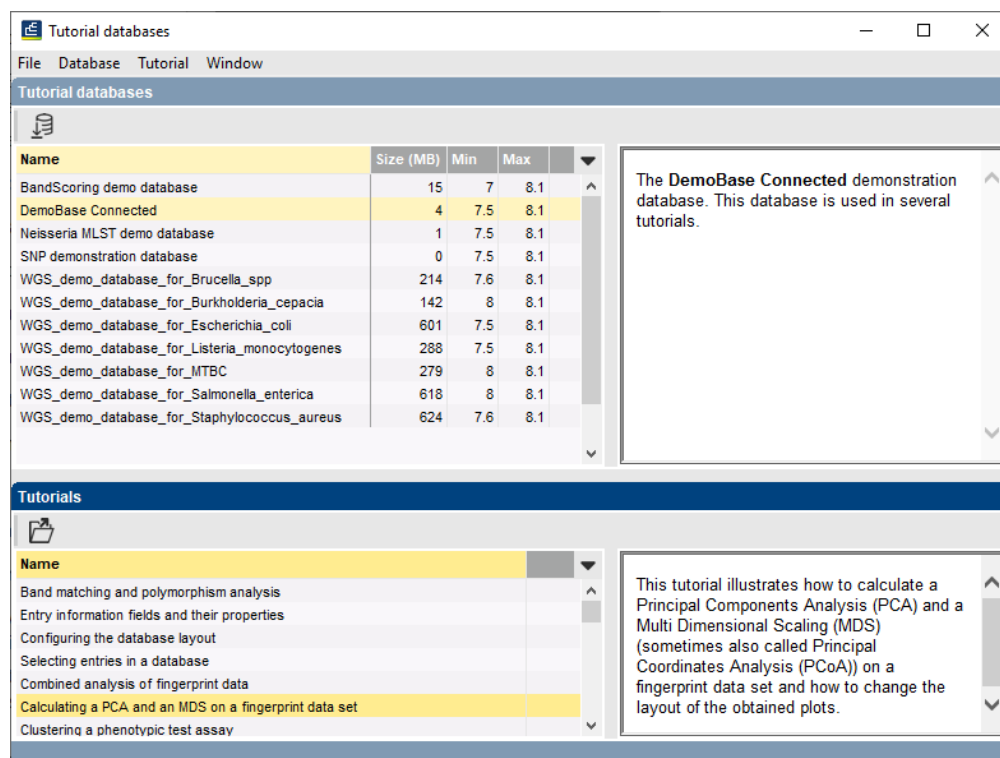 Tutorial databases
File Database Tutorial Window
Tutorial databases
Name Size (MB) Min Max
BandScoring demo database 15 7 8.1
DemoBase Connected 4 7.5 8.1
Neisseria MLST demo database 1 7.5 8.1
SNP demonstration database 0 7.5 8.1
WGS_demo_database_for_Brucella_spp 214 7.6 8.1
WGS_demo_database_for_Burkholderia_cepacia 142 8 8.1
WGS_demo_database_for_Escherichia_coli 601 7.5 8.1
WGS_demo_database_for_Listeria_monocytogenes 288 7.5 8.1
WGS_demo_database_for_MTBC 279 8 8.1
WGS_demo_database_for_Salmonella_enterica 618 8 8.1
WGS_demo_database_for_Staphylococcus_aureus 624 7.6 8.1
The DemoBase Connected demonstration
database. This database is used in several
tutorials.
Tutorials
Name
Band matching and polymorphism analysis
Entry information fields and their properties
Configuring the database layout
Selecting entries in a database
Combined analysis of fingerprint data
Calculating a PCA and an MDS on a fingerprint data set
Clustering a phenotypic test assay
This tutorial illustrates how to calculate a
Principal Components Analysis (PCA) and a
Multi Dimensional Scaling (MDS)
(sometimes also called Principal
Coordinates Analysis (PCoA)) on a
fingerprint data set and how to change the
layout of the obtained plots.